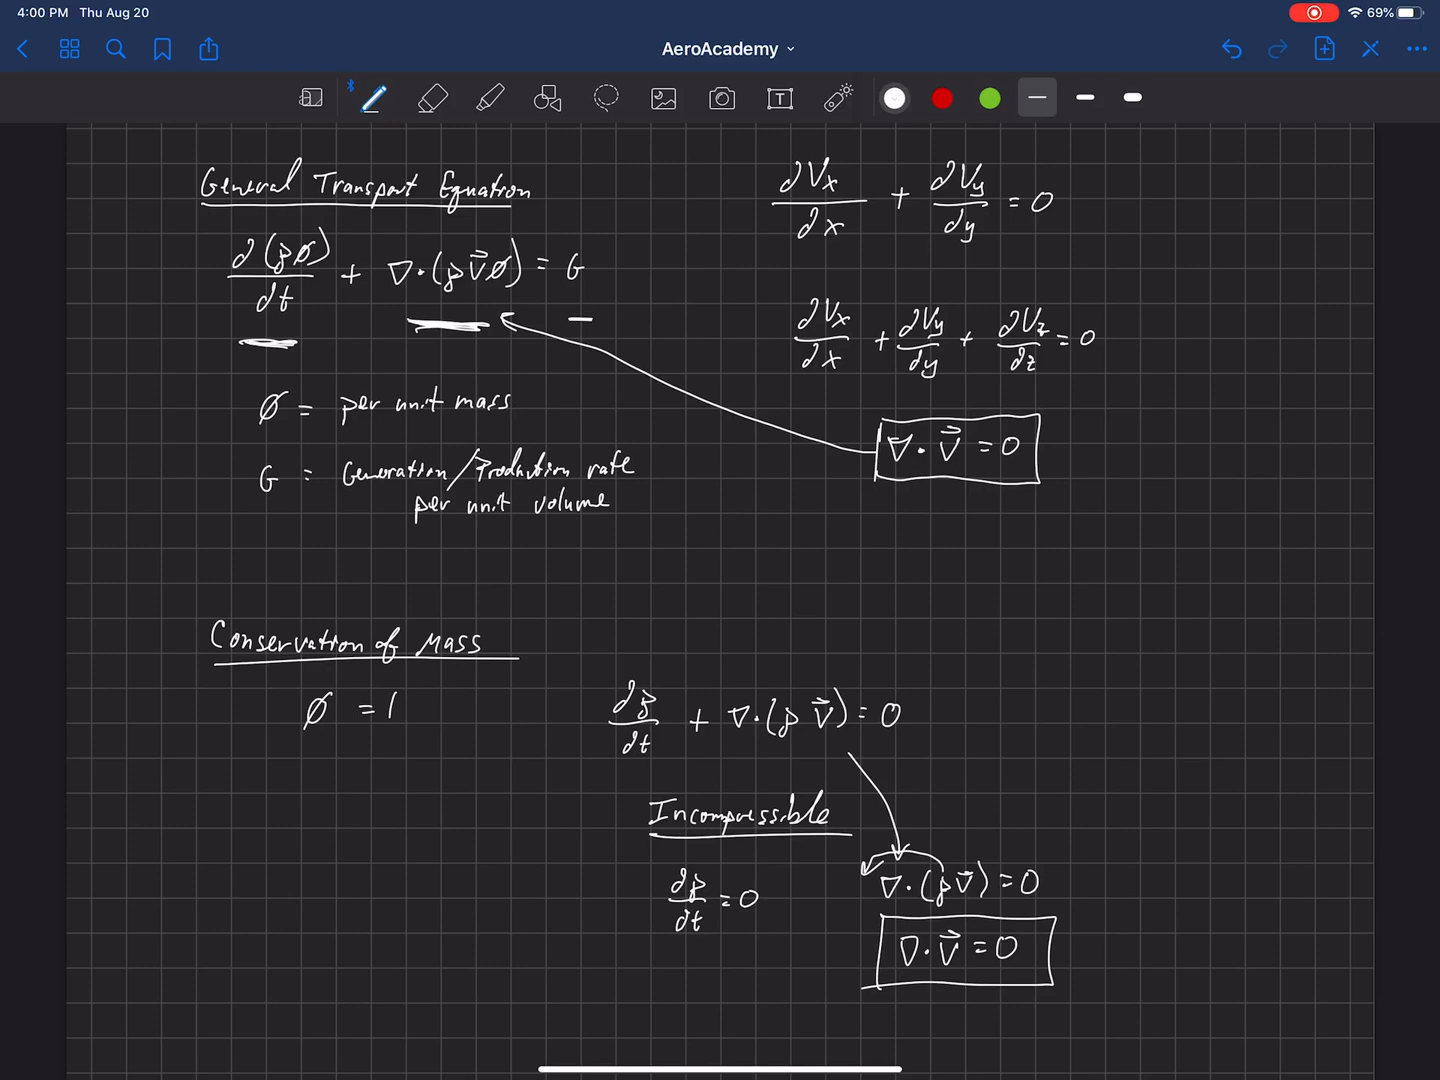 4:00 PM Thu Aug 20
69%
AeroAcademy
General Transport Equation
∂(ρφ)/∂t + ∇·(ρV⃗φ) = G
φ = per unit mass
G = Generation/Production rate
per unit volume
∂Vx/∂x + ∂Vy/∂y = 0
∂Vx/∂x + ∂Vy/∂y + ∂Vz/∂z = 0
∇·V⃗ = 0
Conservation of Mass
φ = 1
∂ρ/∂t + ∇·(ρV⃗) = 0
Incompressible
∂ρ/∂t = 0
∇·(ρV⃗) = 0
∇·V⃗ = 0